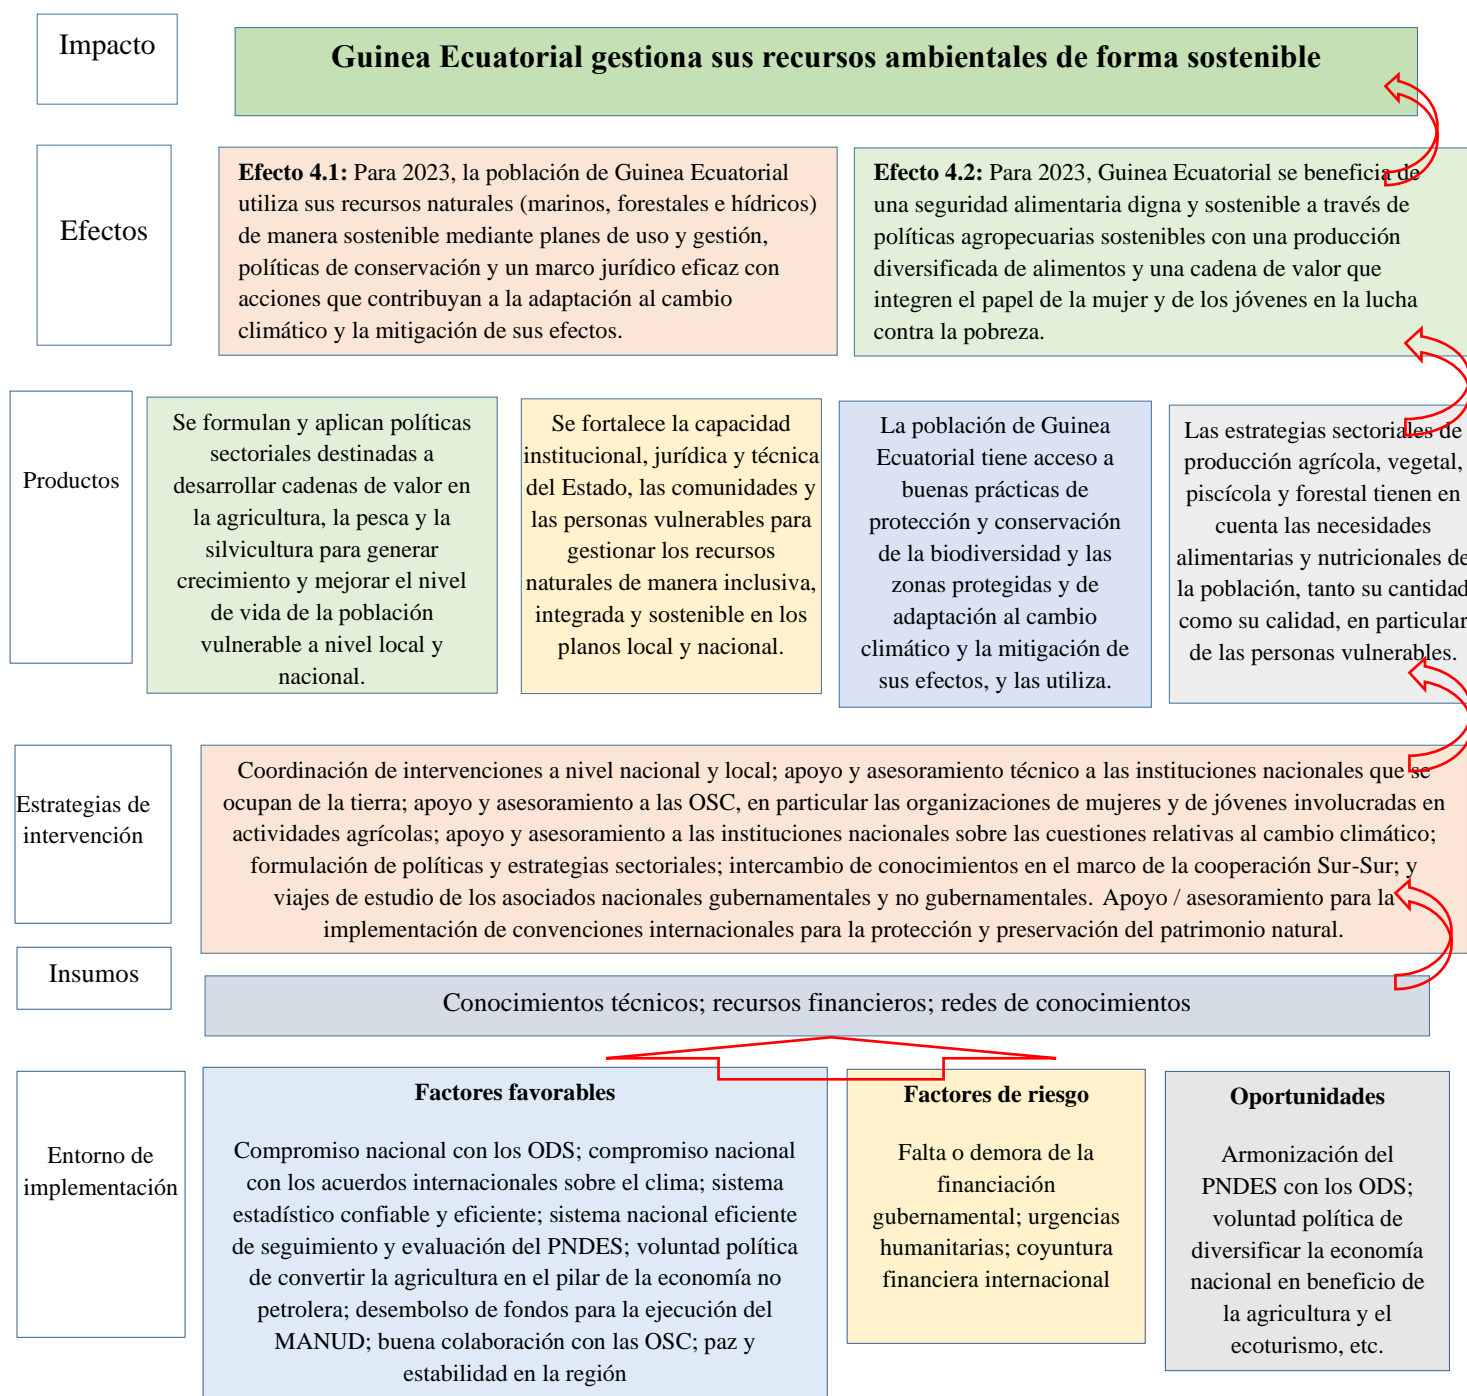 Impacto
Guinea Ecuatorial gestiona sus recursos ambientales de forma sostenible
Efectos
Efecto 4.1: Para 2023, la población de Guinea Ecuatorial
utiliza sus recursos naturales (marinos, forestales e hídricos)
de manera sostenible mediante planes de uso y gestión,
políticas de conservación y un marco jurídico eficaz con
acciones que contribuyan a la adaptación al cambio
climático y la mitigación de sus efectos.
Efecto 4.2: Para 2023, Guinea Ecuatorial se beneficia de
una seguridad alimentaria digna y sostenible a través de
políticas agropecuarias sostenibles con una producción
diversificada de alimentos y una cadena de valor que
integren el papel de la mujer y de los jóvenes en la lucha
contra la pobreza.
Productos
Se formulan y aplican políticas
sectoriales destinadas a
desarrollar cadenas de valor en
la agricultura, la pesca y la
silvicultura para generar
crecimiento y mejorar el nivel
de vida de la población
vulnerable a nivel local y
nacional.
Se fortalece la capacidad
institucional, jurídica y técnica
del Estado, las comunidades y
las personas vulnerables para
gestionar los recursos
naturales de manera inclusiva,
integrada y sostenible en los
planos local y nacional.
La población de Guinea
Ecuatorial tiene acceso a
buenas prácticas de
protección y conservación
de la biodiversidad y las
zonas protegidas y de
adaptación al cambio
climático y la mitigación de
sus efectos, y las utiliza.
Las estrategias sectoriales de
producción agrícola, vegetal,
piscícola y forestal tienen en
cuenta las necesidades
alimentarias y nutricionales de
la población, tanto su cantidad
como su calidad, en particular
de las personas vulnerables.
Estrategias de
intervención
Coordinación de intervenciones a nivel nacional y local; apoyo y asesoramiento técnico a las instituciones nacionales que se
ocupan de la tierra; apoyo y asesoramiento a las OSC, en particular las organizaciones de mujeres y de jóvenes involucradas en
actividades agrícolas; apoyo y asesoramiento a las instituciones nacionales sobre las cuestiones relativas al cambio climático;
formulación de políticas y estrategias sectoriales; intercambio de conocimientos en el marco de la cooperación Sur-Sur; y
viajes de estudio de los asociados nacionales gubernamentales y no gubernamentales. Apoyo / asesoramiento para la
implementación de convenciones internacionales para la protección y preservación del patrimonio natural.
Insumos
Conocimientos técnicos; recursos financieros; redes de conocimientos
Entorno de
implementación
Factores favorables
Compromiso nacional con los ODS; compromiso nacional
con los acuerdos internacionales sobre el clima; sistema
estadístico confiable y eficiente; sistema nacional eficiente
de seguimiento y evaluación del PNDES; voluntad política
de convertir la agricultura en el pilar de la economía no
petrolera; desembolso de fondos para la ejecución del
MANUD; buena colaboración con las OSC; paz y
estabilidad en la región
Factores de riesgo
Falta o demora de la
financiación
gubernamental; urgencias
humanitarias; coyuntura
financiera internacional
Oportunidades
Armonización del
PNDES con los ODS;
voluntad política de
diversificar la economía
nacional en beneficio de
la agricultura y el
ecoturismo, etc.